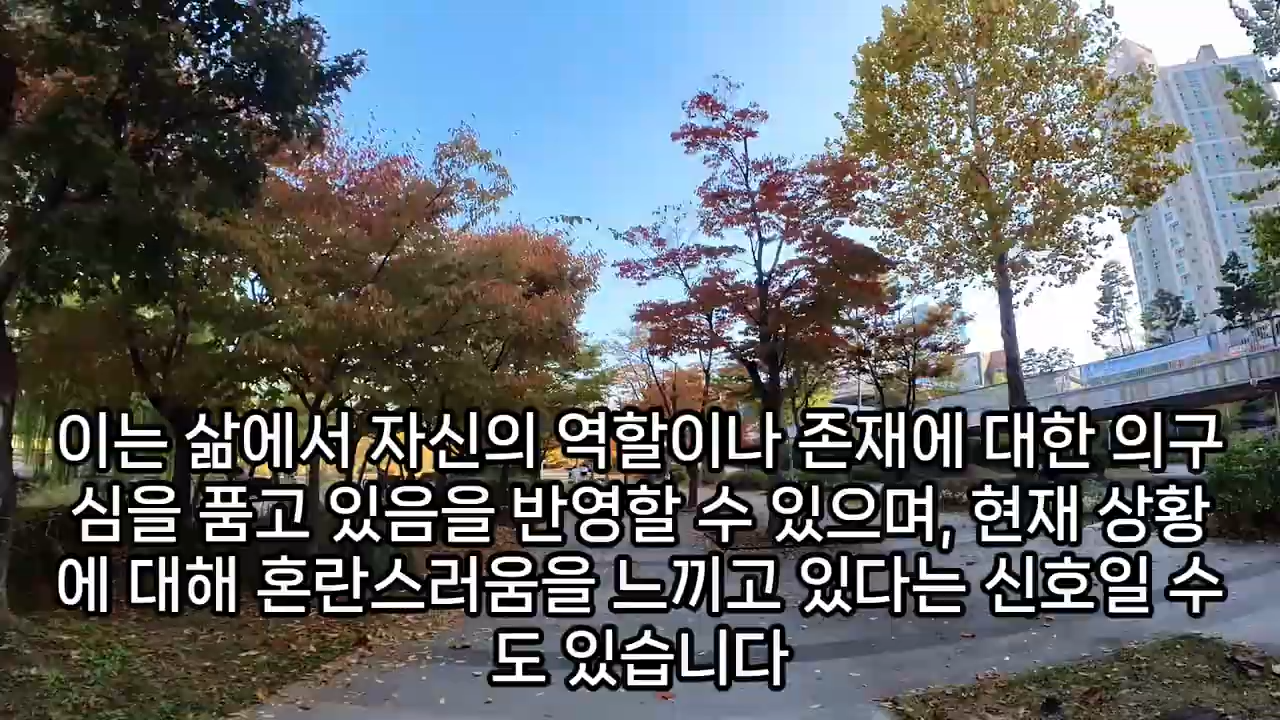 이는 삶에서 자신의 역할이나 존재에 대한 의구
심을 품고 있음을 반영할 수 있으며, 현재 상황
에 대해 혼란스러움을 느끼고 있다는 신호일 수
도 있습니다